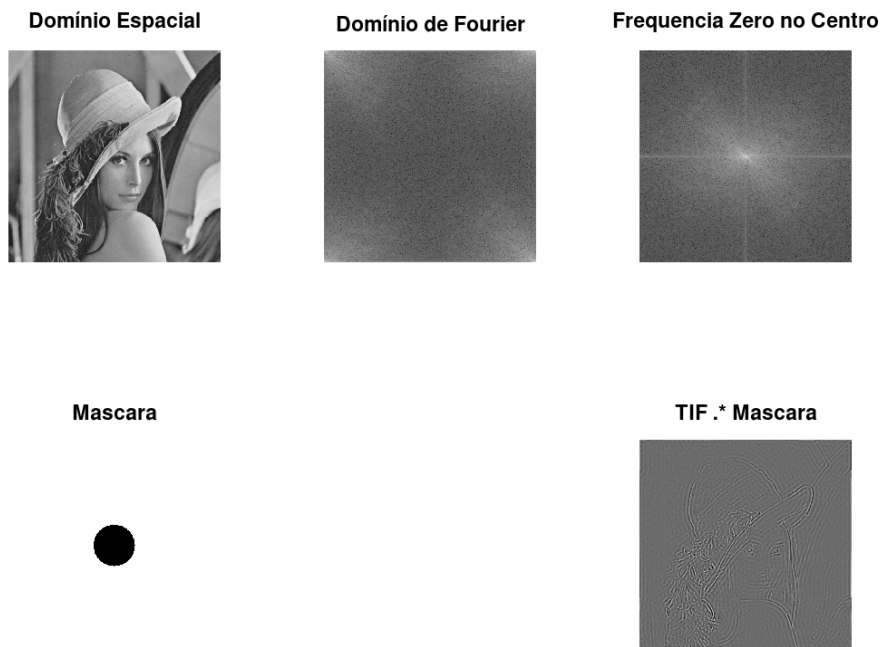 Domínio Espacial
Domínio de Fourier
Frequencia Zero no Centro
Mascara
TIF .* Mascara